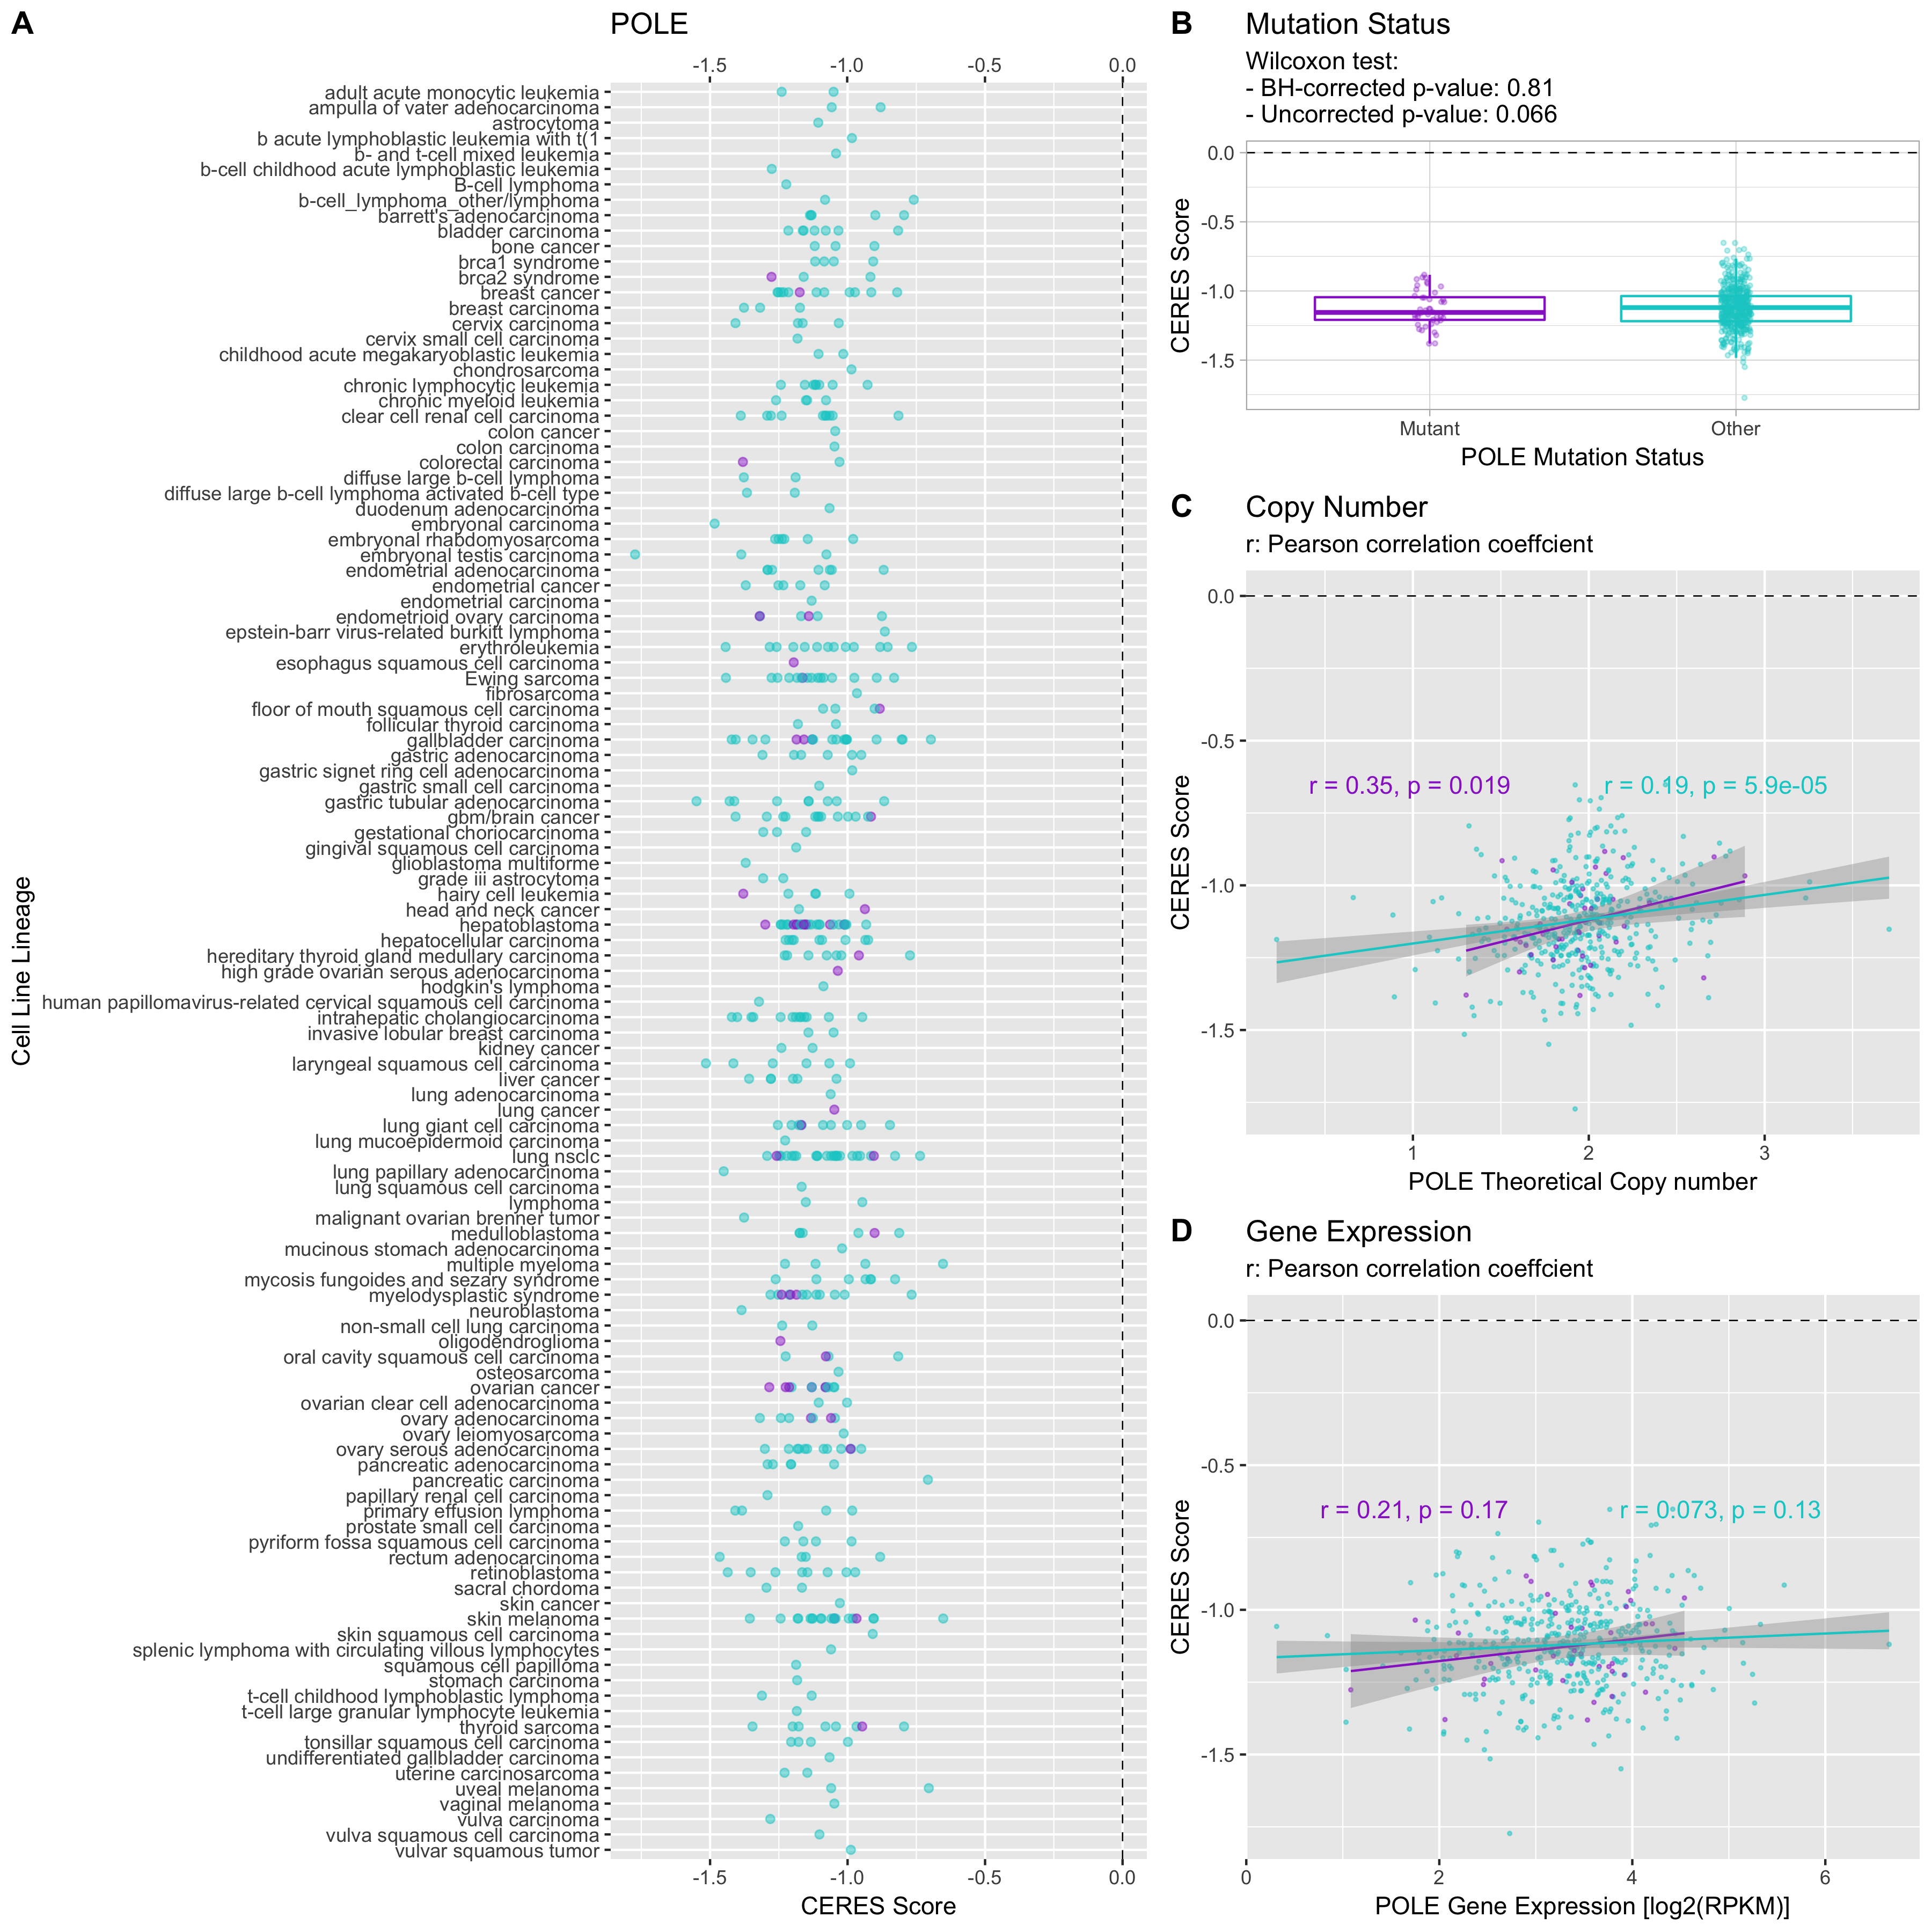 A
POLE
-1.5 -1.0 -0.5 0.0
Cell Line Lineage
adult acute monocytic leukemia
ampulla of vater adenocarcinoma
astrocytoma
b acute lymphoblastic leukemia with t(1
b- and t-cell mixed leukemia
b-cell childhood acute lymphoblastic leukemia
B-cell lymphoma
b-cell_lymphoma_other/lymphoma
barrett's adenocarcinoma
bladder carcinoma
bone cancer
brca1 syndrome
brca2 syndrome
breast cancer
breast carcinoma
cervix carcinoma
cervix small cell carcinoma
childhood acute megakaryoblastic leukemia
chondrosarcoma
chronic lymphocytic leukemia
chronic myeloid leukemia
clear cell renal cell carcinoma
colon cancer
colon carcinoma
colorectal carcinoma
diffuse large b-cell lymphoma
diffuse large b-cell lymphoma activated b-cell type
duodenum adenocarcinoma
embryonal carcinoma
embryonal rhabdomyosarcoma
embryonal testis carcinoma
endometrial adenocarcinoma
endometrial cancer
endometrial carcinoma
endometrioid ovary carcinoma
epstein-barr virus-related burkitt lymphoma
erythroleukemia
esophagus squamous cell carcinoma
Ewing sarcoma
fibrosarcoma
floor of mouth squamous cell carcinoma
follicular thyroid carcinoma
gallbladder carcinoma
gastric adenocarcinoma
gastric signet ring cell adenocarcinoma
gastric small cell carcinoma
gastric tubular adenocarcinoma
gbm/brain cancer
gestational choriocarcinoma
gingival squamous cell carcinoma
glioblastoma multiforme
grade iii astrocytoma
hairy cell leukemia
head and neck cancer
hepatoblastoma
hepatocellular carcinoma
hereditary thyroid gland medullary carcinoma
high grade ovarian serous adenocarcinoma
hodgkin's lymphoma
human papillomavirus-related cervical squamous cell carcinoma
intrahepatic cholangiocarcinoma
invasive lobular breast carcinoma
kidney cancer
laryngeal squamous cell carcinoma
liver cancer
lung adenocarcinoma
lung cancer
lung giant cell carcinoma
lung mucoepidermoid carcinoma
lung nsclc
lung papillary adenocarcinoma
lung squamous cell carcinoma
lymphoma
malignant ovarian brenner tumor
medulloblastoma
mucinous stomach adenocarcinoma
multiple myeloma
mycosis fungoides and sezary syndrome
myelodysplastic syndrome
neuroblastoma
non-small cell lung carcinoma
oligodendroglioma
oral cavity squamous cell carcinoma
osteosarcoma
ovarian cancer
ovarian clear cell adenocarcinoma
ovary adenocarcinoma
ovary leiomyosarcoma
ovary serous adenocarcinoma
pancreatic adenocarcinoma
pancreatic carcinoma
papillary renal cell carcinoma
primary effusion lymphoma
prostate small cell carcinoma
pyriform fossa squamous cell carcinoma
rectum adenocarcinoma
retinoblastoma
sacral chordoma
skin cancer
skin melanoma
skin squamous cell carcinoma
splenic lymphoma with circulating villous lymphocytes
squamous cell papilloma
stomach carcinoma
t-cell childhood lymphoblastic lymphoma
t-cell large granular lymphocyte leukemia
thyroid sarcoma
tonsillar squamous cell carcinoma
undifferentiated gallbladder carcinoma
uterine carcinosarcoma
uveal melanoma
vaginal melanoma
vulva carcinoma
vulva squamous cell carcinoma
vulvar squamous tumor
-1.5 -1.0 -0.5 0.0
CERES Score
B
Mutation Status
Wilcoxon test:
- BH-corrected p-value: 0.81
- Uncorrected p-value: 0.066
CERES Score
0.0
-0.5
-1.0
-1.5
Mutant Other
POLE Mutation Status
C
Copy Number
r: Pearson correlation coeffcient
CERES Score
0.0
-0.5
r = 0.35, p = 0.019 r = 0.19, p = 5.9e-05
-1.0
-1.5
1 2 3
POLE Theoretical Copy number
D
Gene Expression
r: Pearson correlation coeffcient
CERES Score
0.0
-0.5
r = 0.21, p = 0.17 r = 0.073, p = 0.13
-1.0
-1.5
0 2 4 6
POLE Gene Expression [log2(RPKM)]